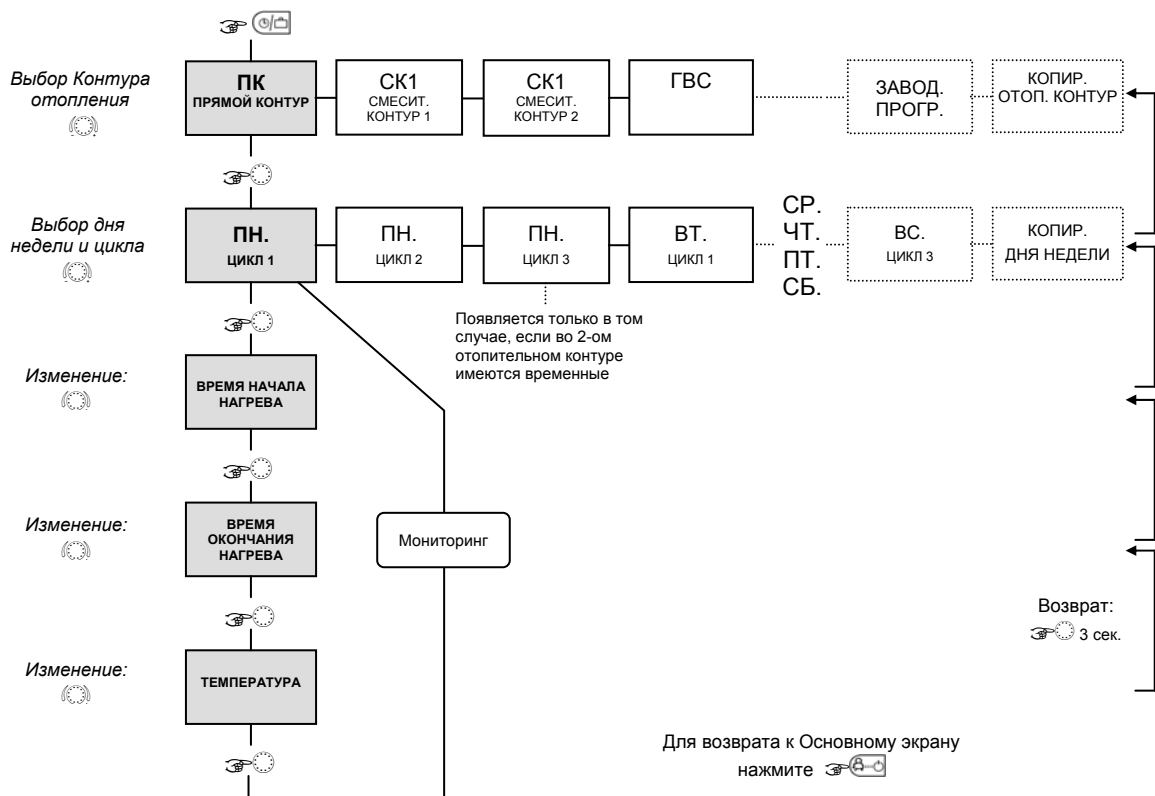 Выбор Контура
отопления
ПК
ПРЯМОЙ КОНТУР
СК1
СМЕСИТ.
КОНТУР 1
СК1
СМЕСИТ.
КОНТУР 2
ГВС
ЗАВОД.
ПРОГР.
КОПИР.
ОТОП. КОНТУР
Выбор дня
недели и цикла
ПН.
ЦИКЛ 1
ПН.
ЦИКЛ 2
ПН.
ЦИКЛ 3
ВТ.
ЦИКЛ 1
СР.
ЧТ.
ПТ.
СБ.
ВС.
ЦИКЛ 3
КОПИР.
ДНЯ НЕДЕЛИ
Появляется только в том
случае, если во 2-ом
отопительном контуре
имеются временные
Изменение:
ВРЕМЯ НАЧАЛА
НАГРЕВА
Изменение:
ВРЕМЯ
ОКОНЧАНИЯ
НАГРЕВА
Мониторинг
Возврат:
3 сек.
Изменение:
ТЕМПЕРАТУРА
Для возврата к Основному экрану
нажмите